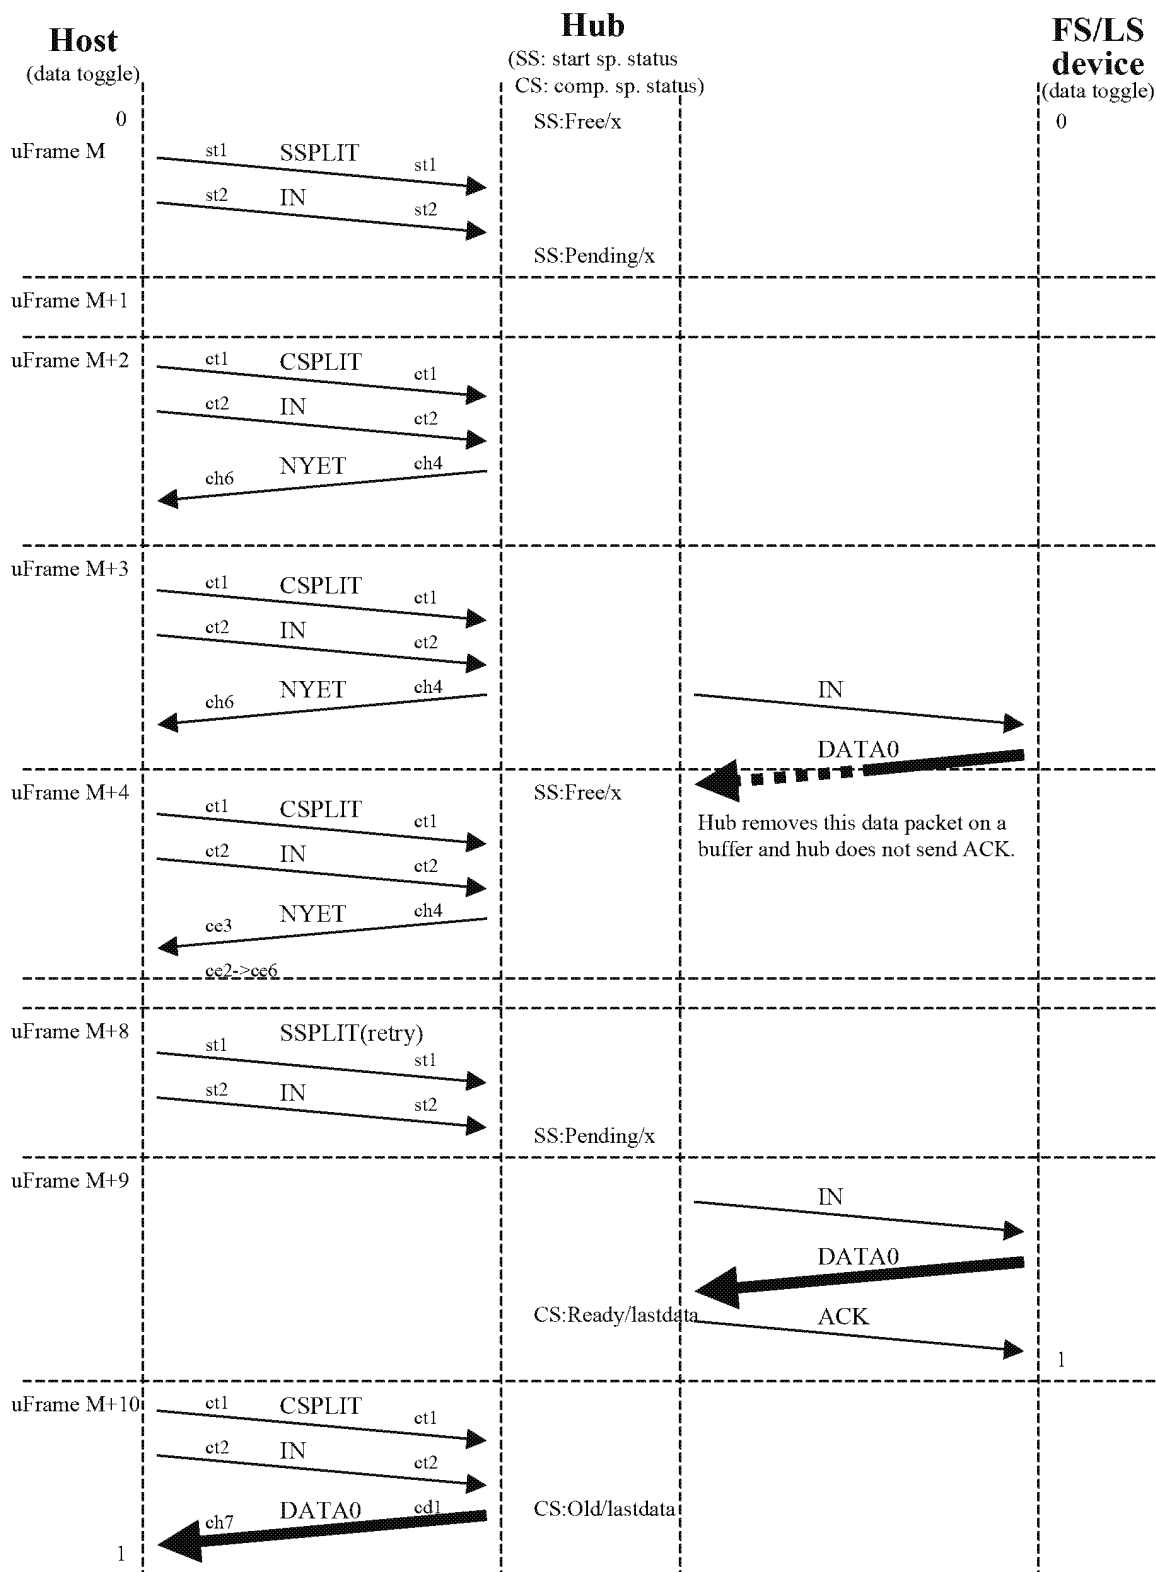 Host
(data toggle)
Hub
(SS: start sp. status
CS: comp. sp. status)
FS/LS
device
(data toggle)
0
SS:Free/x
0
uFrame M
st1 SSPLIT st1
st2 IN st2
SS:Pending/x
uFrame M+1
uFrame M+2
ct1 CSPLIT ct1
ct2 IN ct2
ch6 NYET ch4
uFrame M+3
ct1 CSPLIT ct1
ct2 IN ct2
ch6 NYET ch4
IN
DATA0
uFrame M+4
SS:Free/x
ct1 CSPLIT ct1
Hub removes this data packet on a
buffer and hub does not send ACK.
ct2 IN ct2
ce3 NYET ch4
ce2->ce6
uFrame M+8
SSPLIT(retry)
st1 st1
st2 IN st2
SS:Pending/x
uFrame M+9
IN
DATA0
CS:Ready/lastdata
ACK
1
uFrame M+10
ct1 CSPLIT ct1
ct2 IN ct2
ch7 DATA0 cd1
CS:Old/lastdata
1